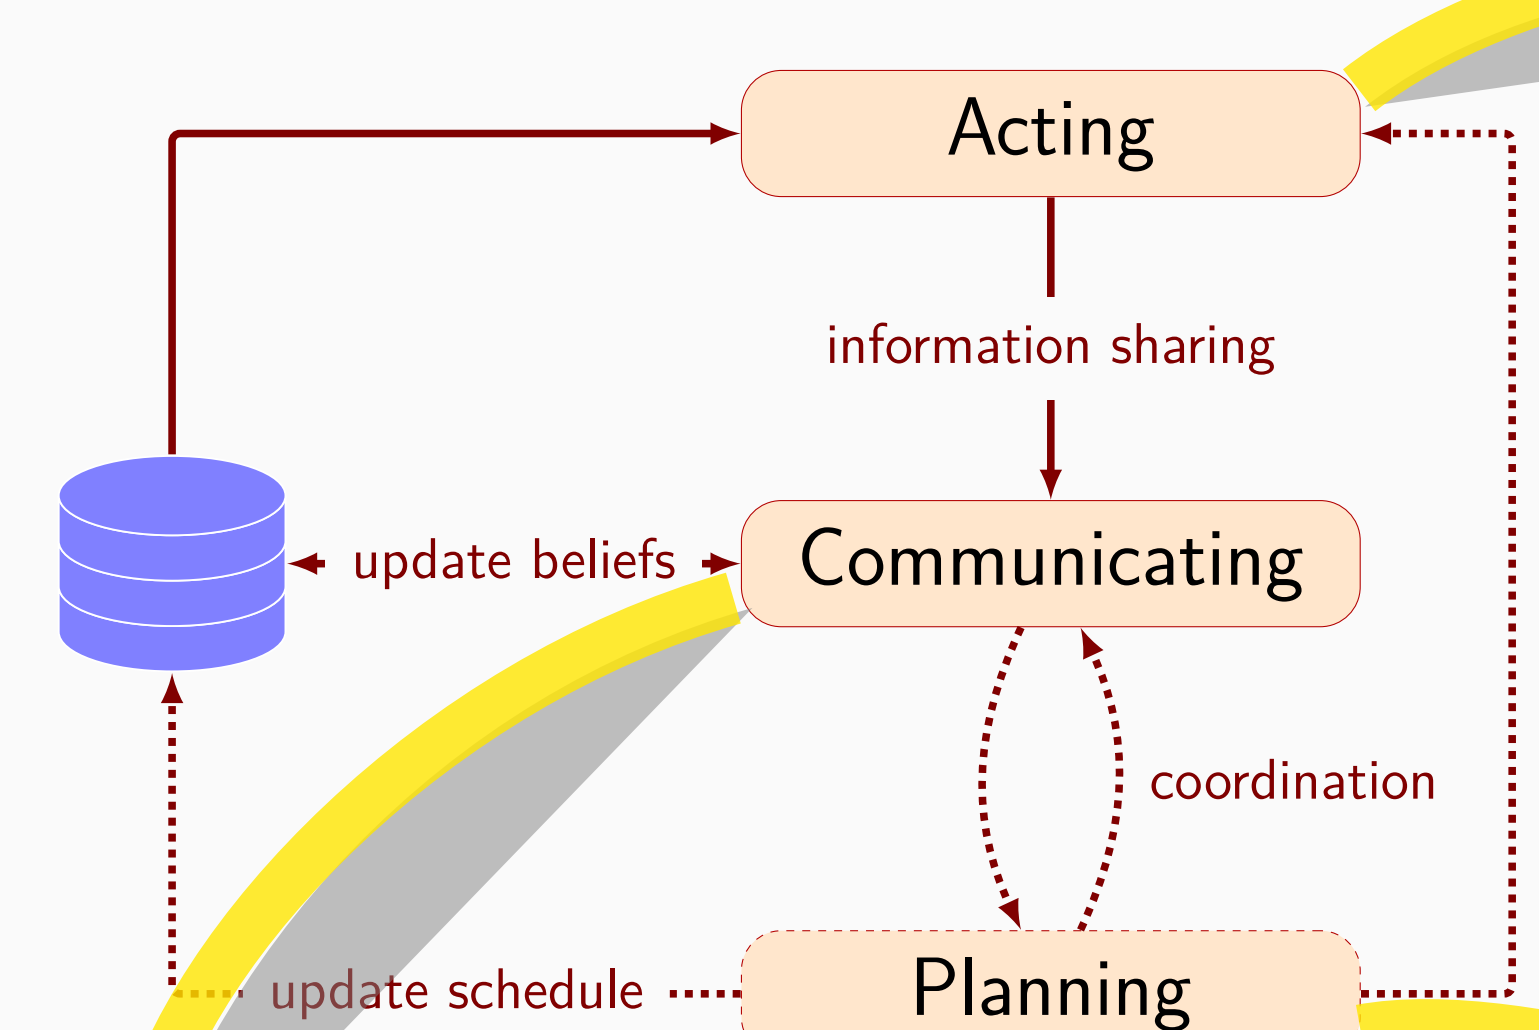 Acting
information sharing
update beliefs
Communicating
coordination
update schedule
Planning